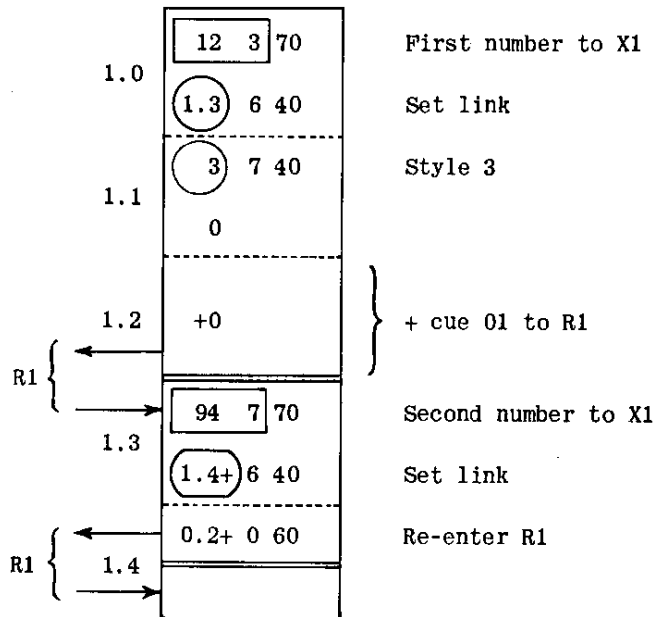 12 3 70 First number to X1
1.0
1.3 6 40 Set link
3 7 40 Style 3
1.1
0
1.2 +0 } + cue 01 to R1
R1 {
94 7 70 Second number to X1
1.3
1.4+ 6 40 Set link
0.2+ 0 60 Re-enter R1
R1 { 1.4